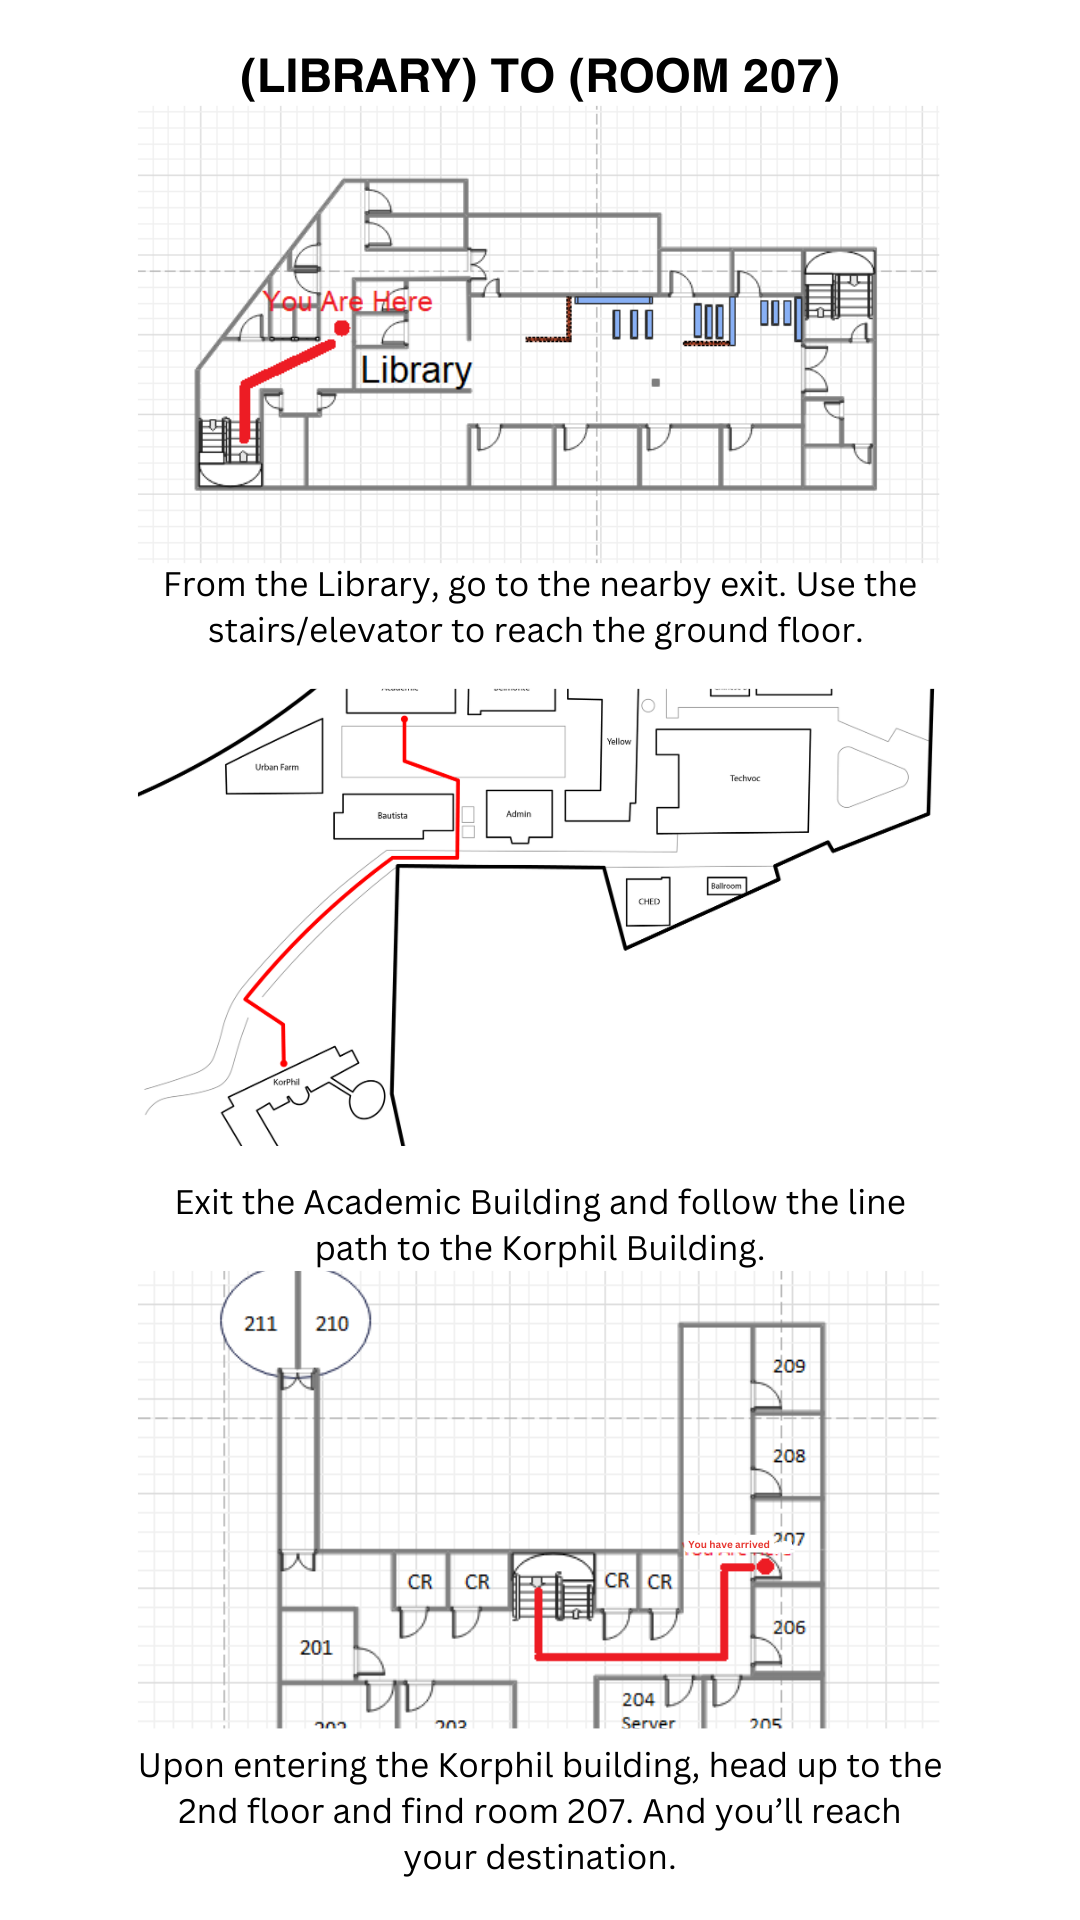 (LIBRARY) TO (ROOM 207)
You Are Here
Library
From the Library, go to the nearby exit. Use the
stairs/elevator to reach the ground floor.
Academic
Belmonte
Yellow
Urban Farm
Techvoc
Bautista
Admin
Ballroom
CHED
KorPhil
Exit the Academic Building and follow the line
path to the Korphil Building.
211
210
209
208
207
You have arrived
CR
CR
CR
CR
206
201
204
Server
202
203
205
Upon entering the Korphil building, head up to the
2nd floor and find room 207. And you’ll reach
your destination.